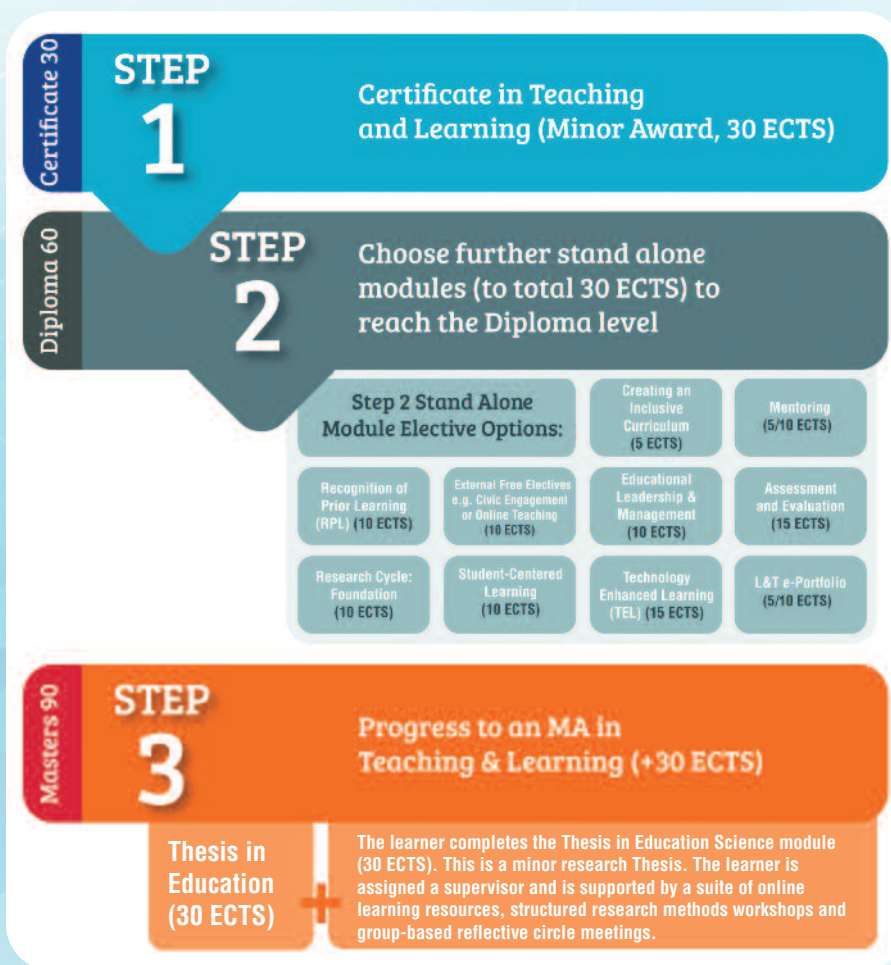 Certificate 30
STEP
1
Certificate in Teaching
and Learning (Minor Award, 30 ECTS)
Diploma 60
STEP
2
Choose further stand alone
modules (to total 30 ECTS) to
reach the Diploma level
Step 2 Stand Alone
Module Elective Options:
Creating an
Inclusive
Curriculum
(5 ECTS)
Mentoring
(5/10 ECTS)
Recognition of
Prior Learning
(RPL) (10 ECTS)
External Free Electives
e.g. Civic Engagement
or Online Teaching
(10 ECTS)
Educational
Leadership &
Management
(10 ECTS)
Assessment
and Evaluation
(15 ECTS)
Research Cycle:
Foundation
(10 ECTS)
Student-Centered
Learning
(10 ECTS)
Technology
Enhanced Learning
(TEL) (15 ECTS)
L&T e-Portfolio
(5/10 ECTS)
Masters 90
STEP
3
Progress to an MA in
Teaching & Learning (+30 ECTS)
Thesis in
Education
(30 ECTS)
+
The learner completes the Thesis in Education Science module
(30 ECTS). This is a minor research Thesis. The learner is
assigned a supervisor and is supported by a suite of online
learning resources, structured research methods workshops and
group-based reflective circle meetings.